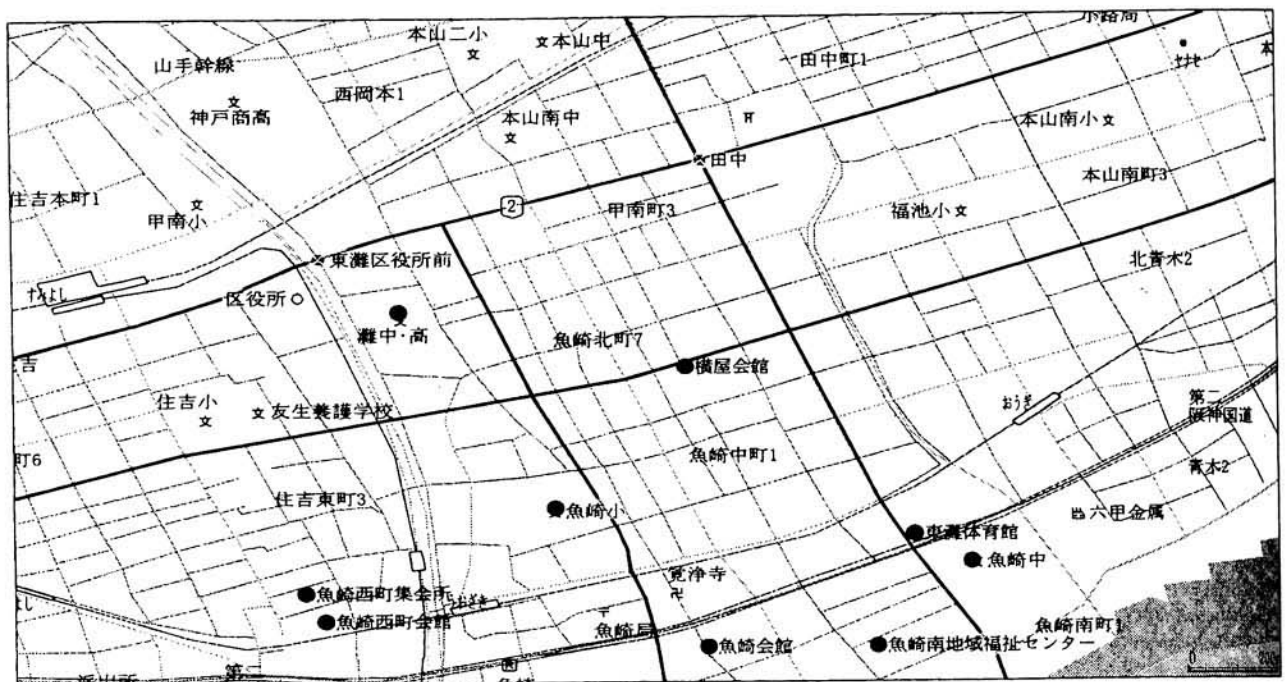 小路局
本山二小
本山中
田中町1
山手幹線
西岡本1
神戸商高
本山南中
本山南小
本
田中
住吉本町1
甲南小
本山南町3
2
甲南町3
福池小
東灘区役所前
北青木2
すみよし
区役所
灘中・高
魚崎北町7
横屋会館
住吉小
友生養護学校
おうぎ
第二
阪神国道
町6
魚崎中町1
青木2
住吉東町3
魚崎小
六甲金属
東灘体育館
魚崎中
覚浄寺
魚崎西町集会所
魚崎西町会館
魚崎局
魚崎会館
魚崎南地域福祉センター
魚崎南町1
第二
派出所
0